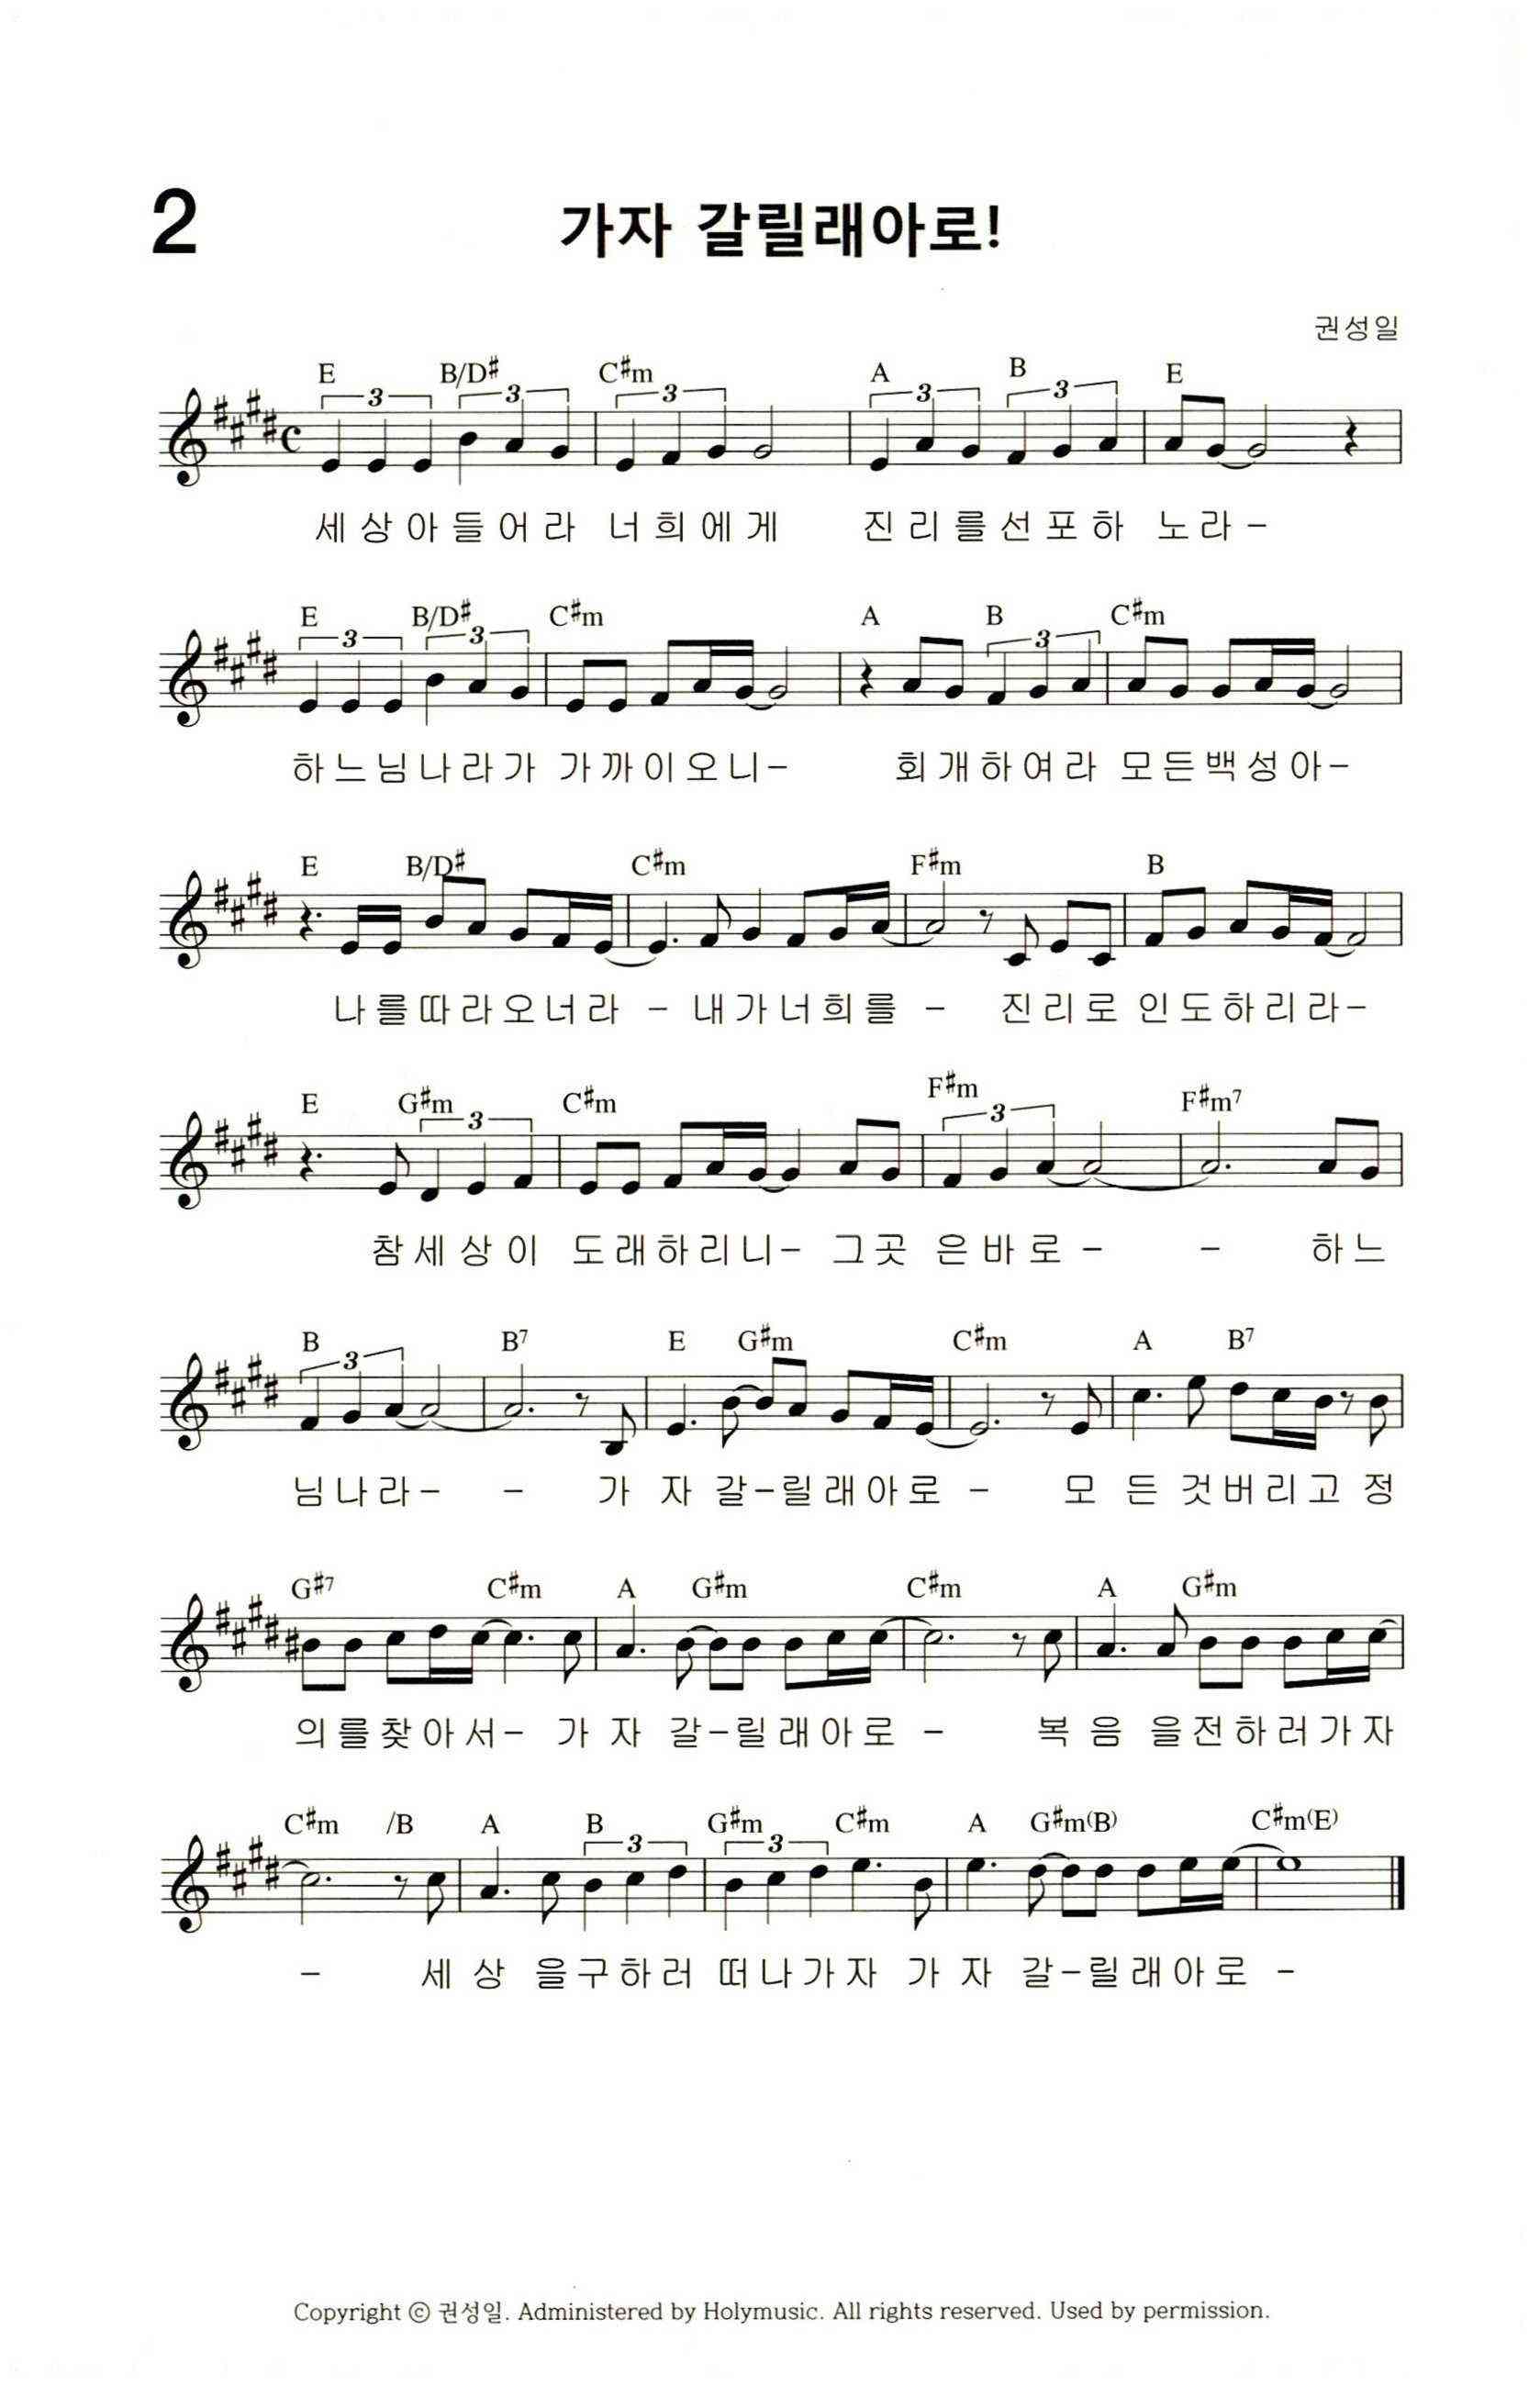 2
가자 갈릴래아로!
권성일
E B/D♯ C♯m A B E
3 3 3 3 3
세상아들어라 너희에게 진리를선포하 노라-
E B/D♯ C♯m A B C♯m
3 3 3
하느님나라가 가까이오니- 회개하여라 모든백성아-
E B/D♯ C♯m F♯m B
나를따라오너라 - 내가너희를 - 진리로 인도하리라-
E G♯m C♯m F♯m F♯m7
3 3
참세상이 도래하리니- 그곳 은바로- - 하느
B B7 E G♯m C♯m A B7
3
님나라- - 가 자 갈-릴래아로 - 모 든 것버리고 정
G♯7 C♯m A G♯m C♯m A G♯m
의를찾아서- 가 자 갈-릴래아로 - 복 음 을전하러가자
C♯m /B A B G♯m C♯m A G♯m(B) C♯m(E)
3 3
- 세 상 을구하러 떠나가자 가 자 갈-릴래아로 -
Copyright ⓒ 권성일. Administered by Holymusic. All rights reserved. Used by permission.